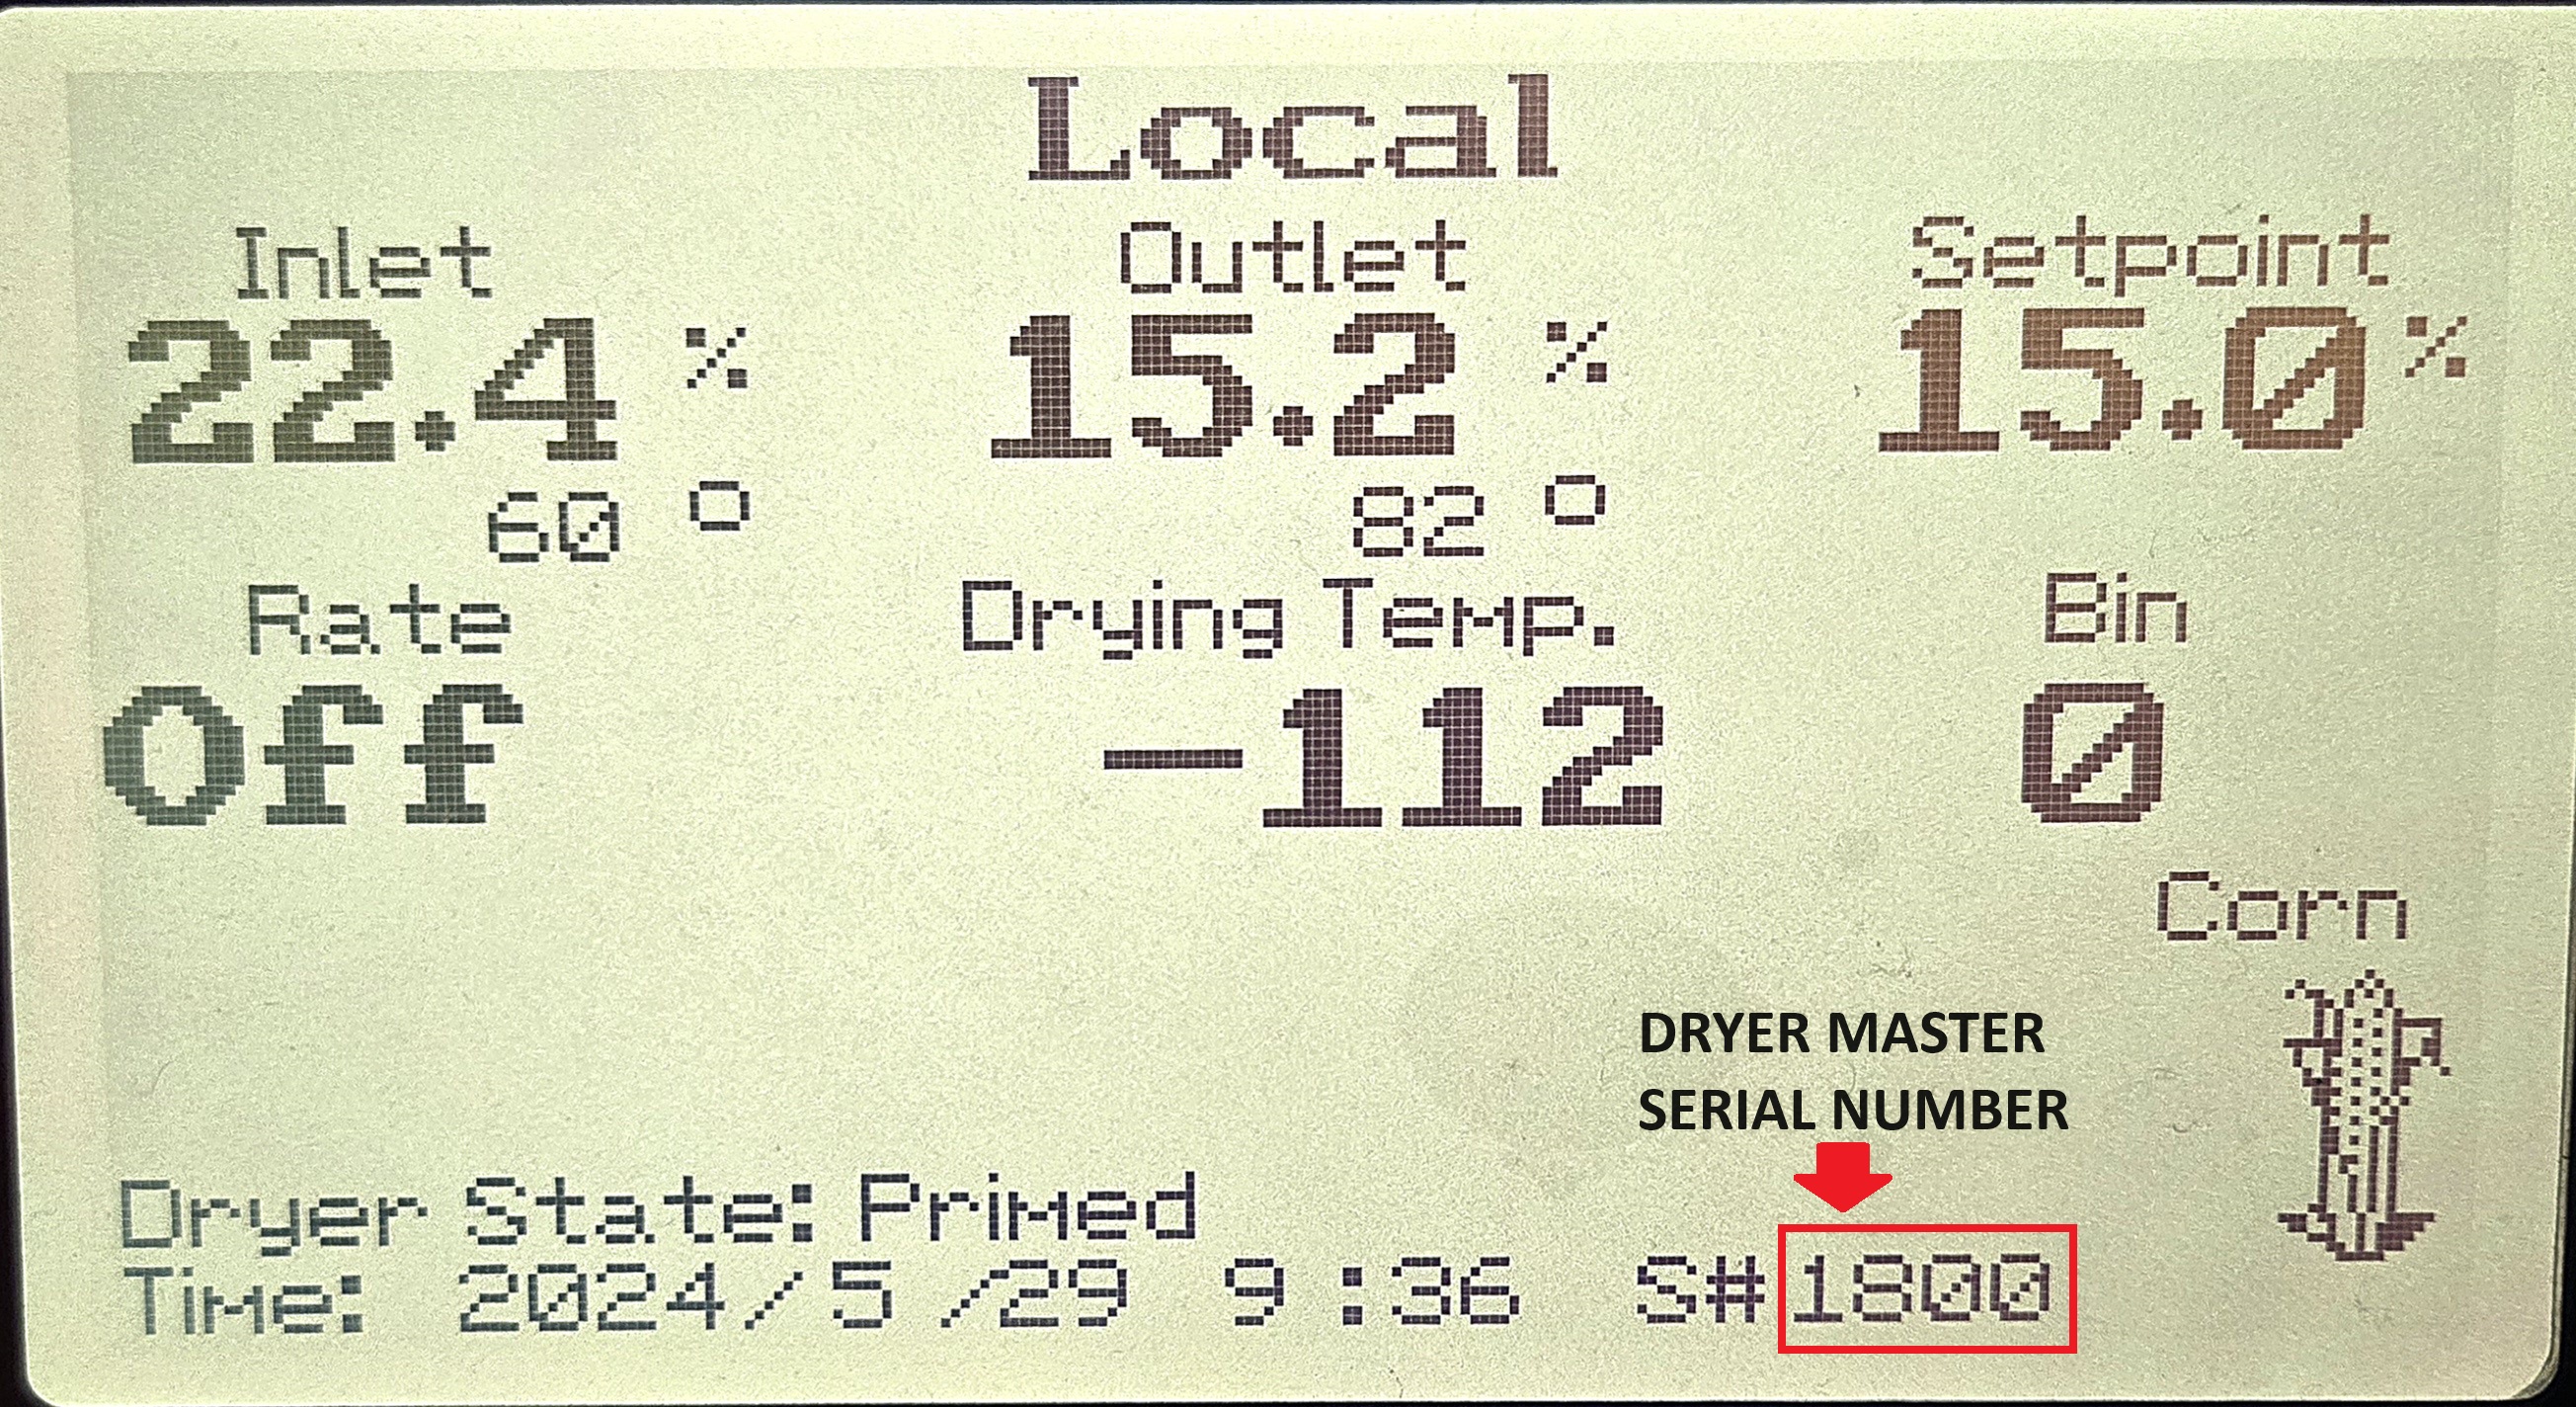 Local
Inlet Outlet Setpoint
22.4 % 15.2 % 15.0 %
60 ° 82 °
Rate Drying Temp. Bin
Off -112 0
Corn
DRYER MASTER
SERIAL NUMBER
Dryer State: Primed
Time: 2024/ 5 /29 9 :36 S#1800